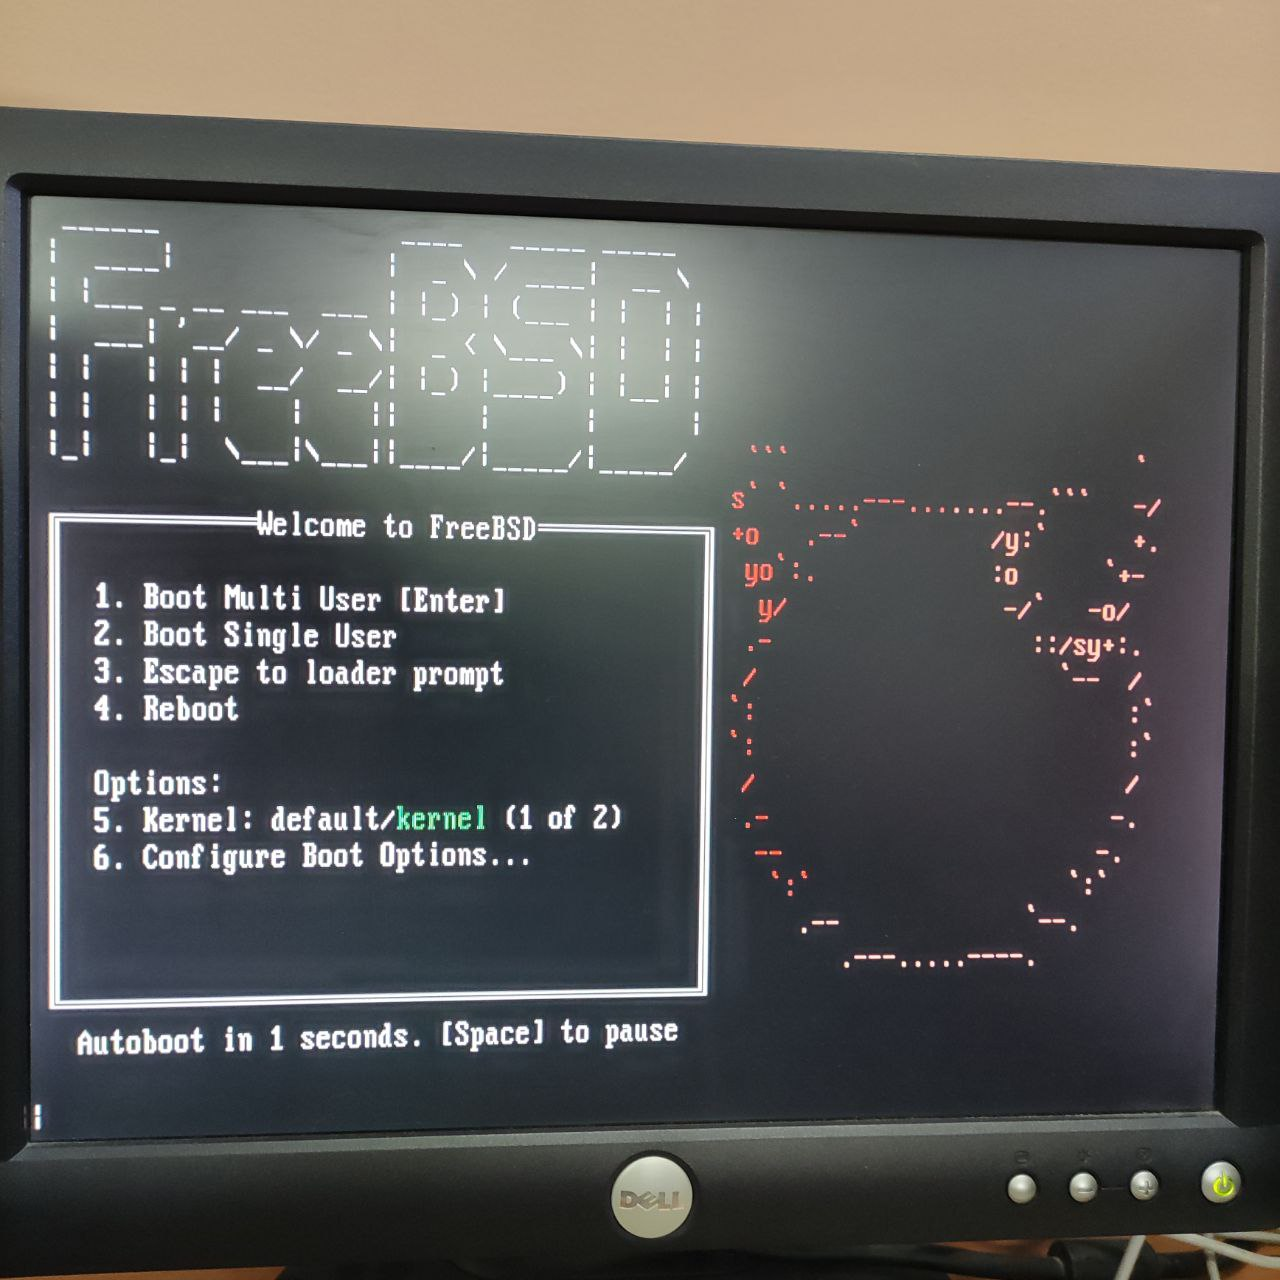 FreeBSD
Welcome to FreeBSD
1. Boot Multi User [Enter]
2. Boot Single User
3. Escape to loader prompt
4. Reboot
Options:
5. Kernel: default/kernel (1 of 2)
6. Configure Boot Options...
Autoboot in 1 seconds. [Space] to pause
DELL